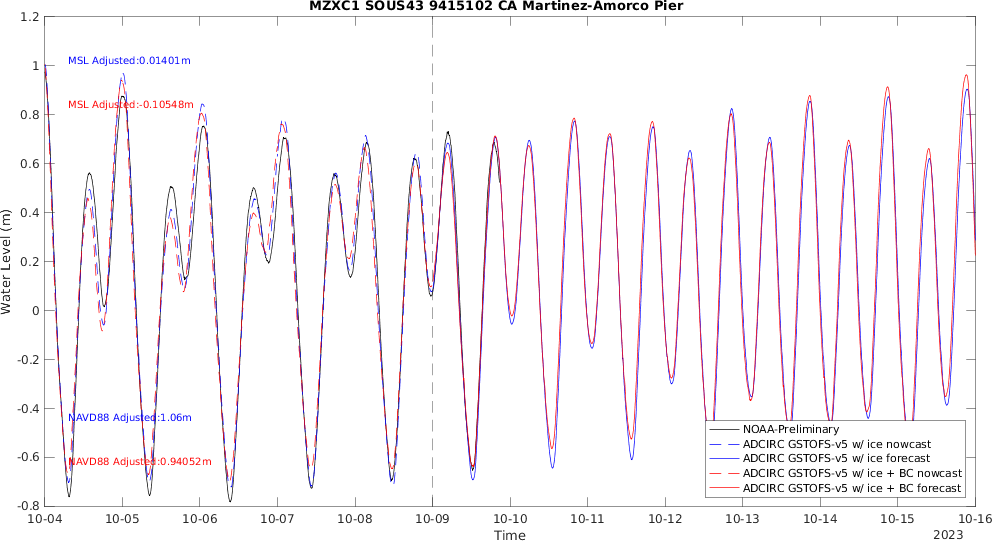 MZXC1 SOUS43 9415102 CA Martinez-Amorco Pier
1.2
1
0.8
0.6
0.4
0.2
0
-0.2
-0.4
-0.6
-0.8
Water Level (m)
MSL Adjusted:0.01401m
MSL Adjusted:-0.10548m
NAVD88 Adjusted:1.06m
NAVD88 Adjusted:0.94052m
NOAA-Preliminary
ADCIRC GSTOFS-v5 w/ ice nowcast
ADCIRC GSTOFS-v5 w/ ice forecast
ADCIRC GSTOFS-v5 w/ ice + BC nowcast
ADCIRC GSTOFS-v5 w/ ice + BC forecast
10-04 10-05 10-06 10-07 10-08 10-09 10-10 10-11 10-12 10-13 10-14 10-15 10-16
Time
2023